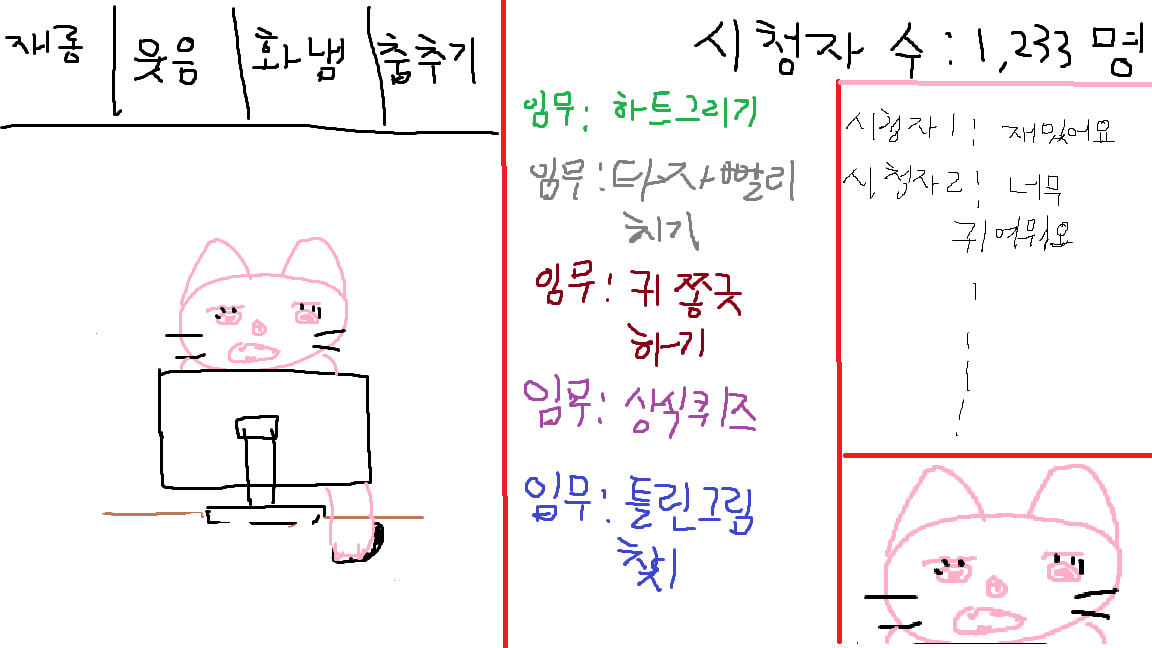 재롱 웃음 화냄 춤추기
시청자 수: 1,233 명
임무: 하트그리기
임무: 타자빨리
치기
임무: 귀 쫑긋
하기
임무: 상식퀴즈
임무: 틀린그림
찾기
시청자1: 재밌어요
시청자2: 너무
귀여워요